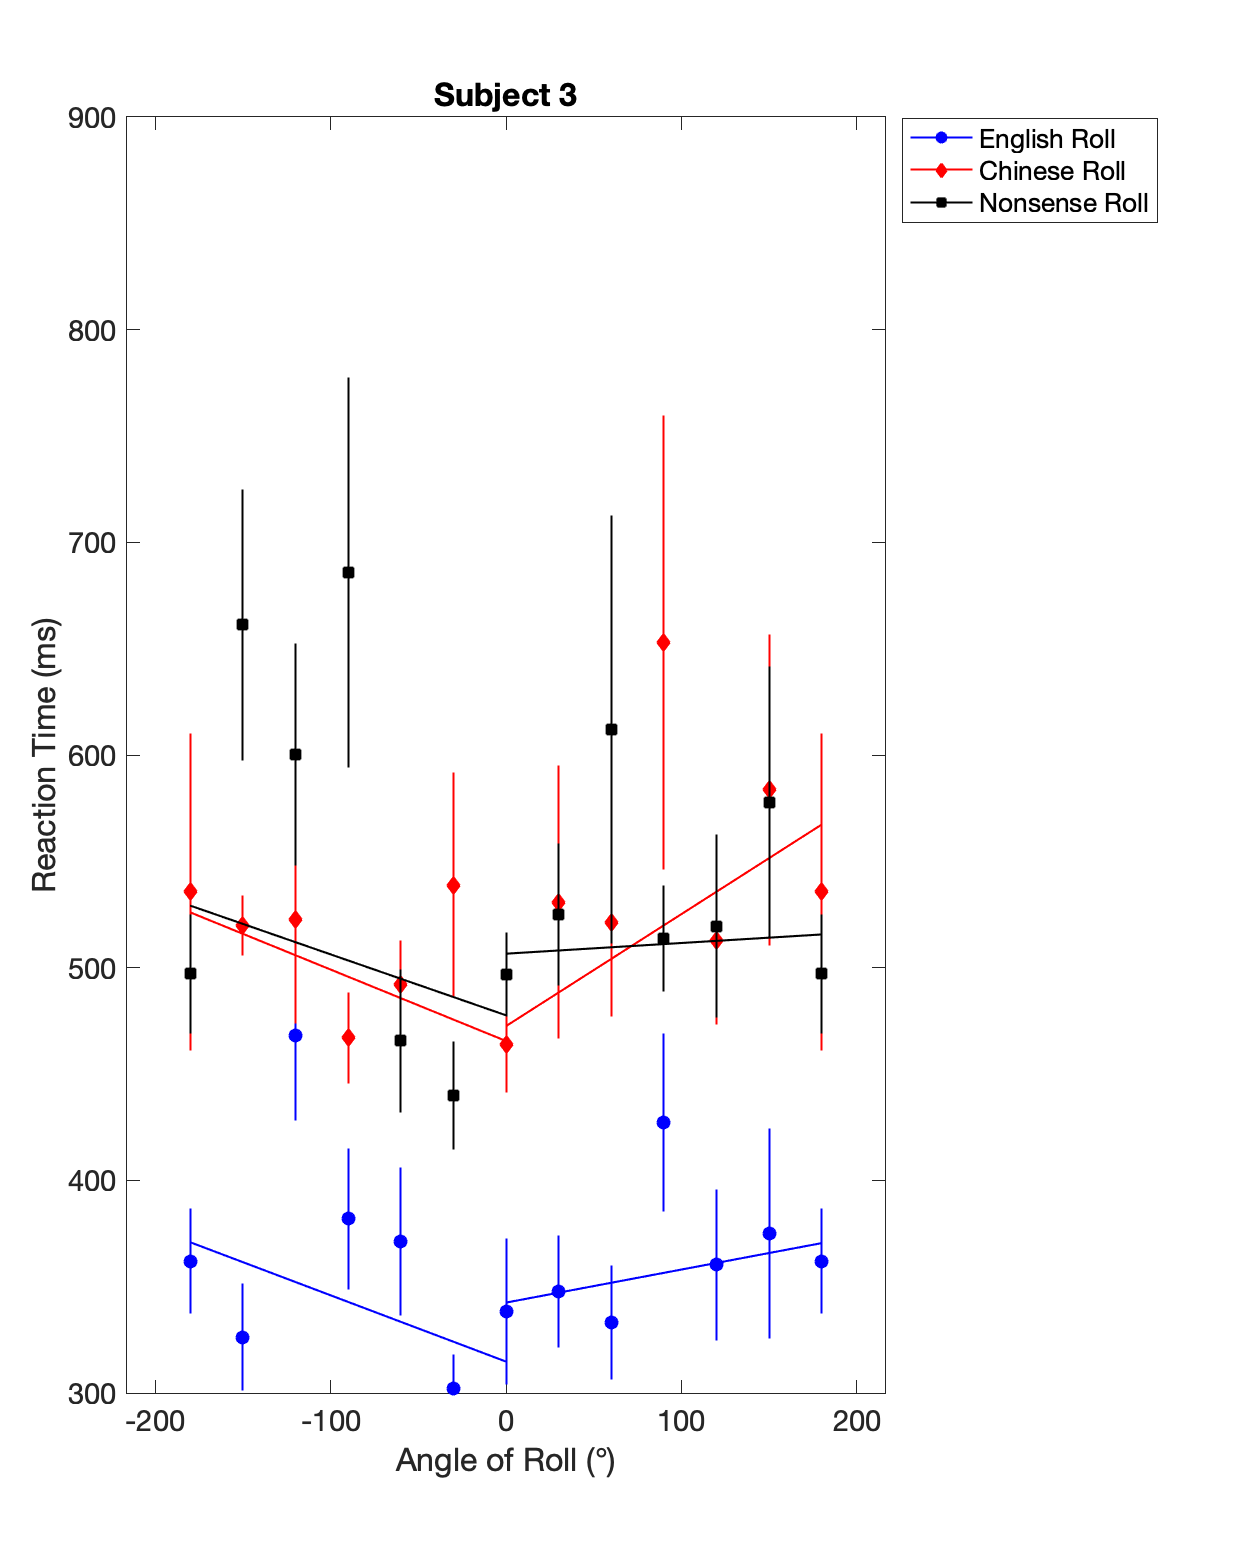 Subject 3
900
800
700
600
500
400
300
Reaction Time (ms)
-200 -100 0 100 200
Angle of Roll (°)
English Roll
Chinese Roll
Nonsense Roll